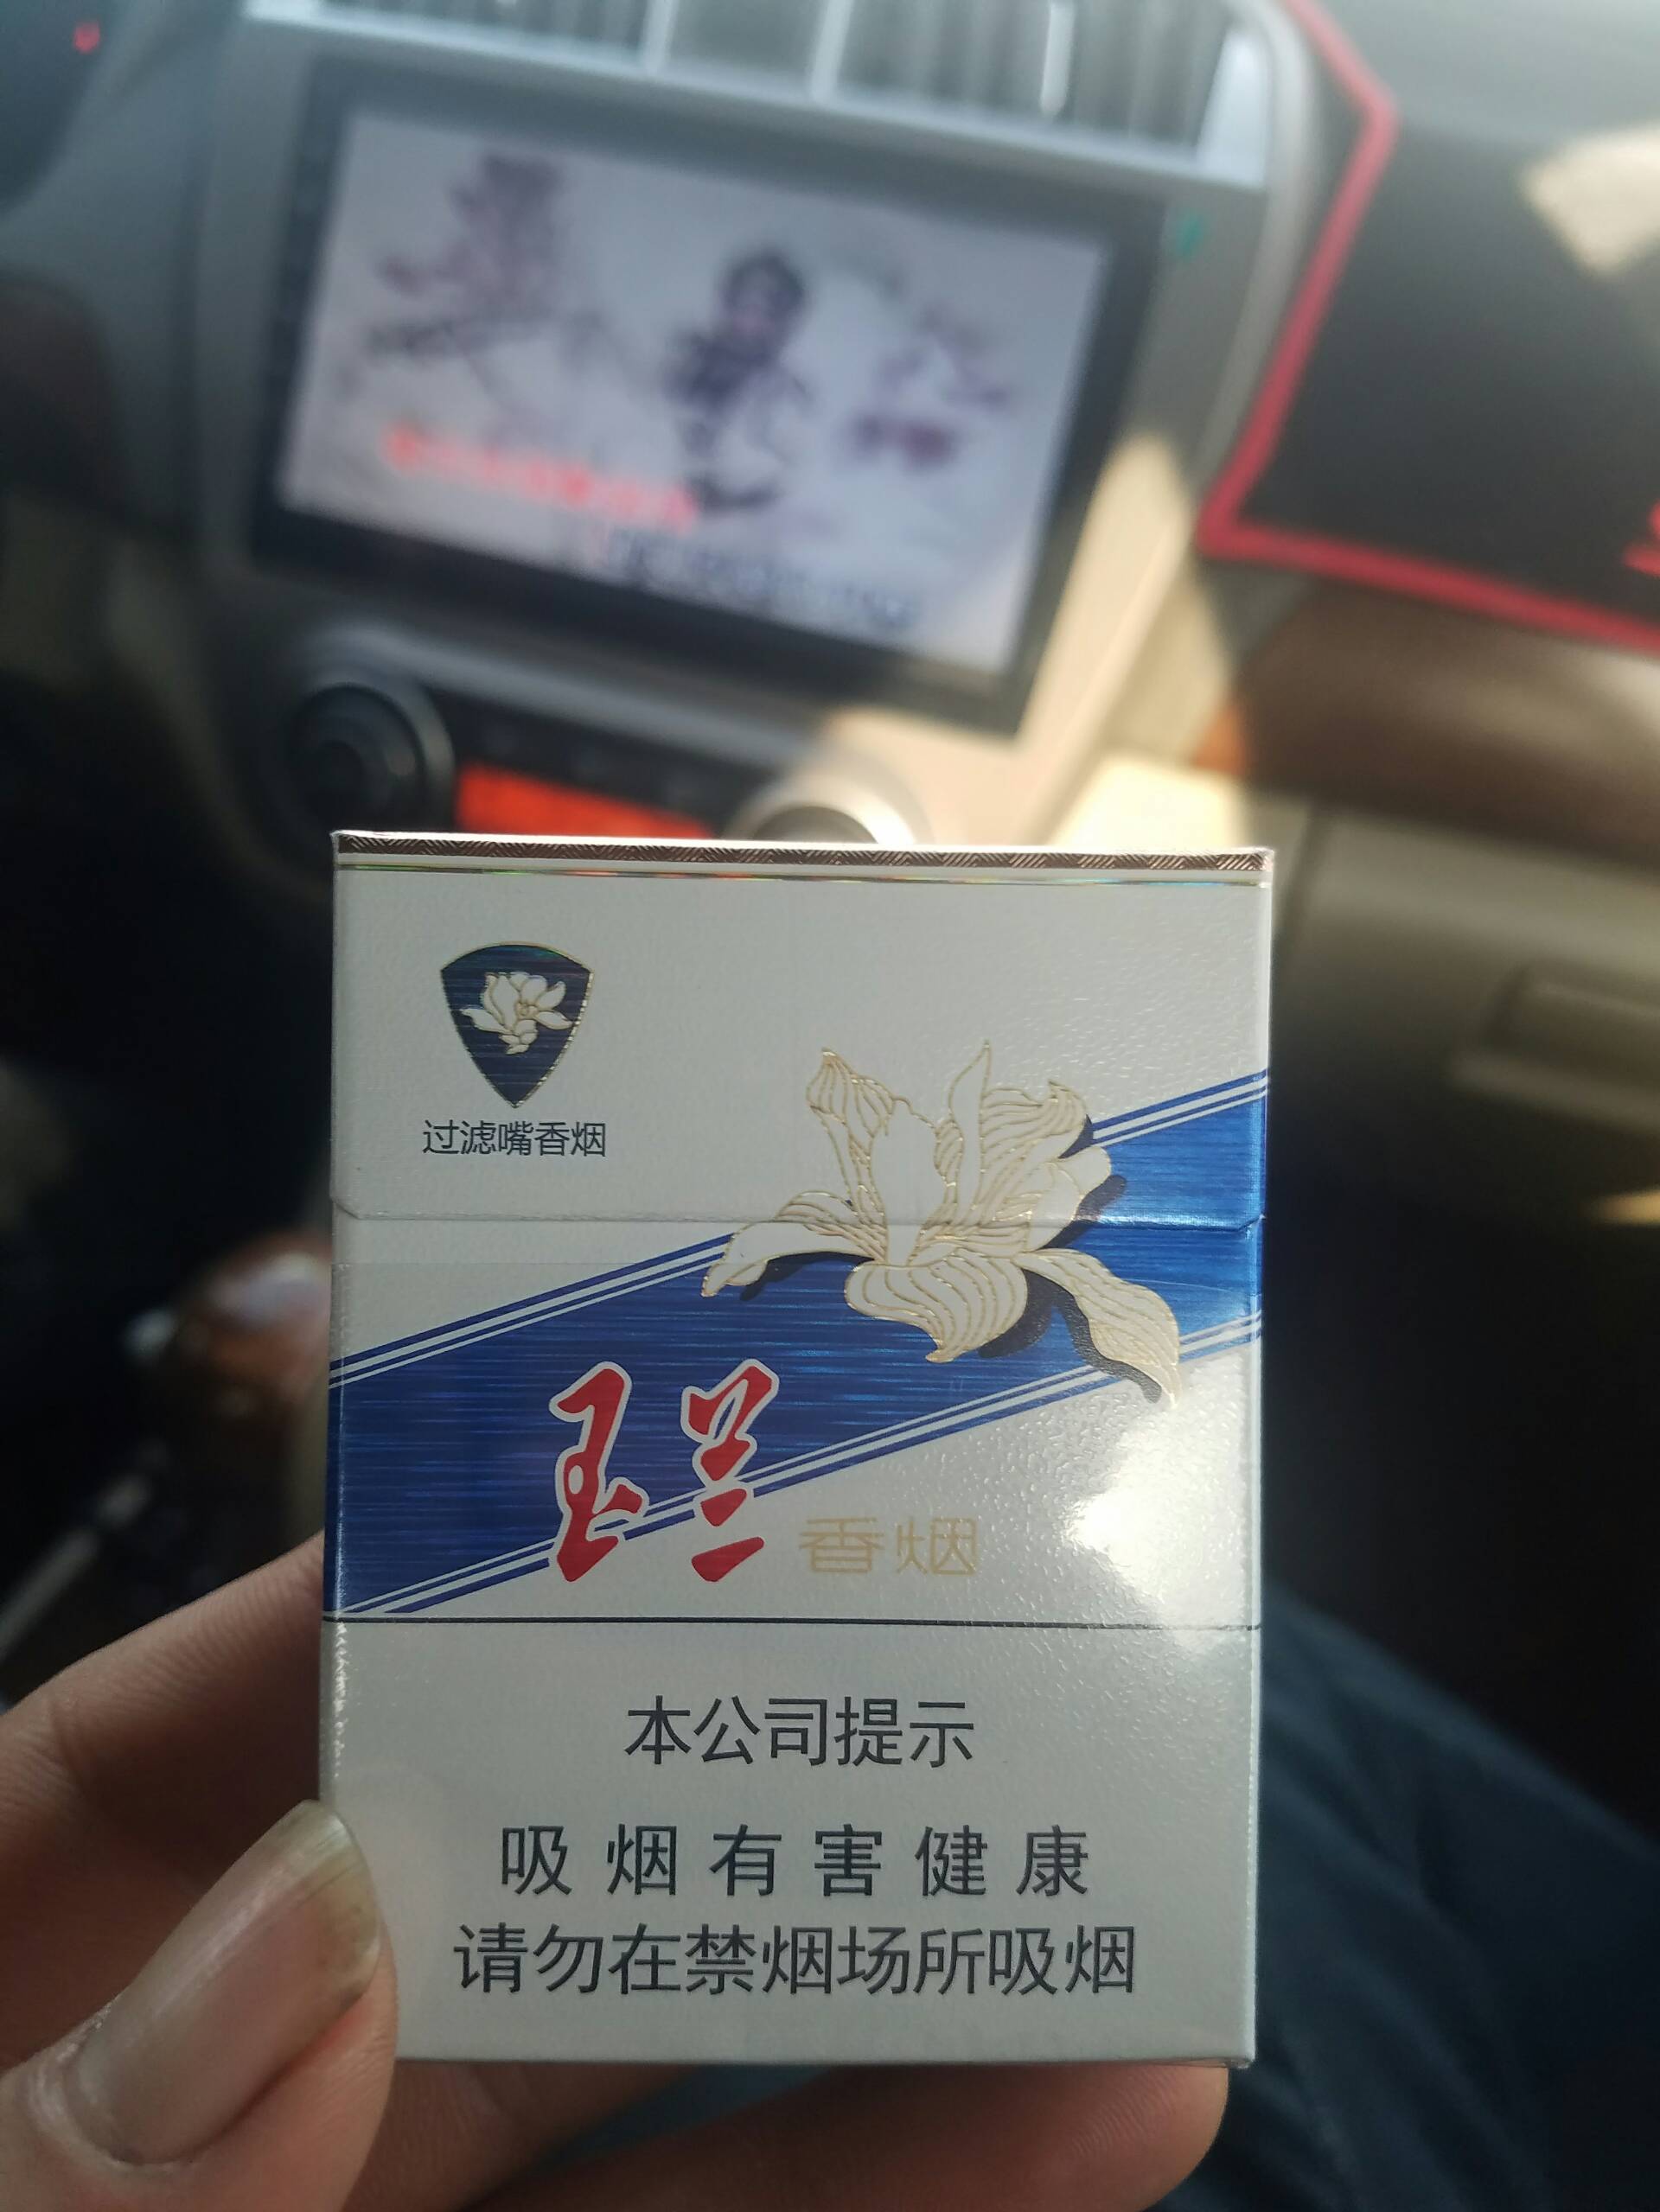 过滤嘴香烟
玉兰 香烟
本公司提示
吸烟有害健康
请勿在禁烟场所吸烟